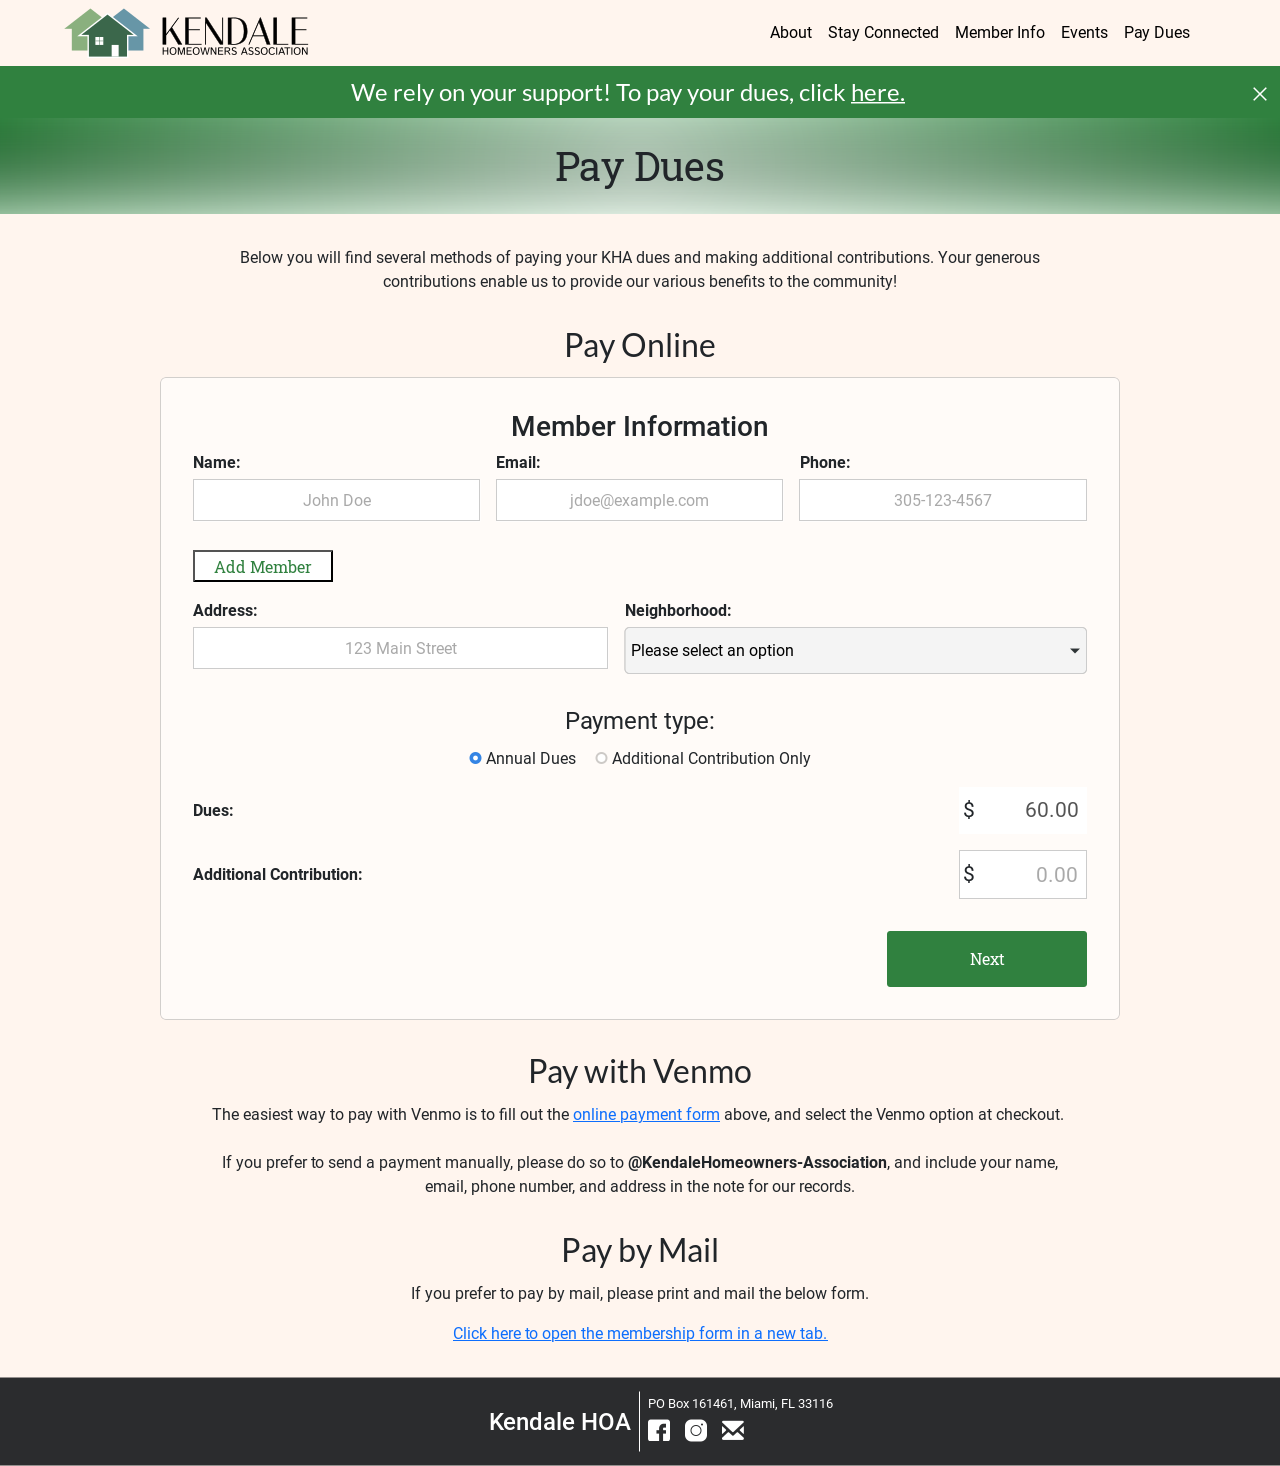 KENDALE
HOMEOWNERS ASSOCIATION
About Stay Connected Member Info Events Pay Dues
We rely on your support! To pay your dues, click here.
Pay Dues
Below you will find several methods of paying your KHA dues and making additional contributions. Your generous
contributions enable us to provide our various benefits to the community!
Pay Online
Member Information
Name: Email: Phone:
John Doe jdoe@example.com 305-123-4567
Add Member
Address: Neighborhood:
123 Main Street Please select an option
Payment type:
Annual Dues Additional Contribution Only
Dues: $ 60.00
Additional Contribution: $ 0.00
Next
Pay with Venmo
The easiest way to pay with Venmo is to fill out the online payment form above, and select the Venmo option at checkout.
If you prefer to send a payment manually, please do so to @KendaleHomeowners-Association, and include your name,
email, phone number, and address in the note for our records.
Pay by Mail
If you prefer to pay by mail, please print and mail the below form.
Click here to open the membership form in a new tab.
Kendale HOA
PO Box 161461, Miami, FL 33116